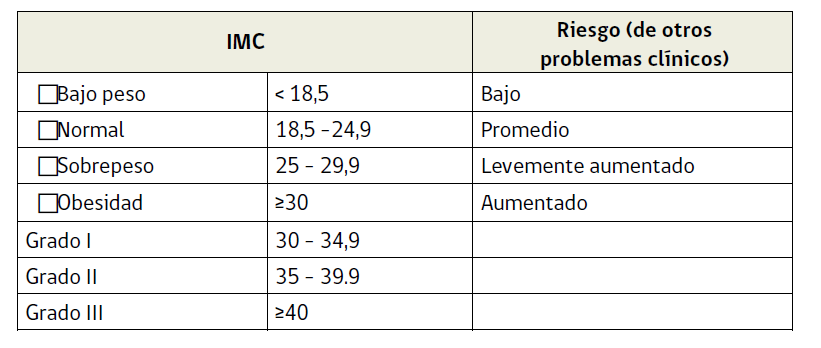 IMC
Riesgo (de otros
problemas clínicos)
Bajo peso < 18,5 Bajo
Normal 18,5 -24,9 Promedio
Sobrepeso 25 - 29,9 Levemente aumentado
Obesidad ≥30 Aumentado
Grado I 30 - 34,9
Grado II 35 - 39.9
Grado III ≥40